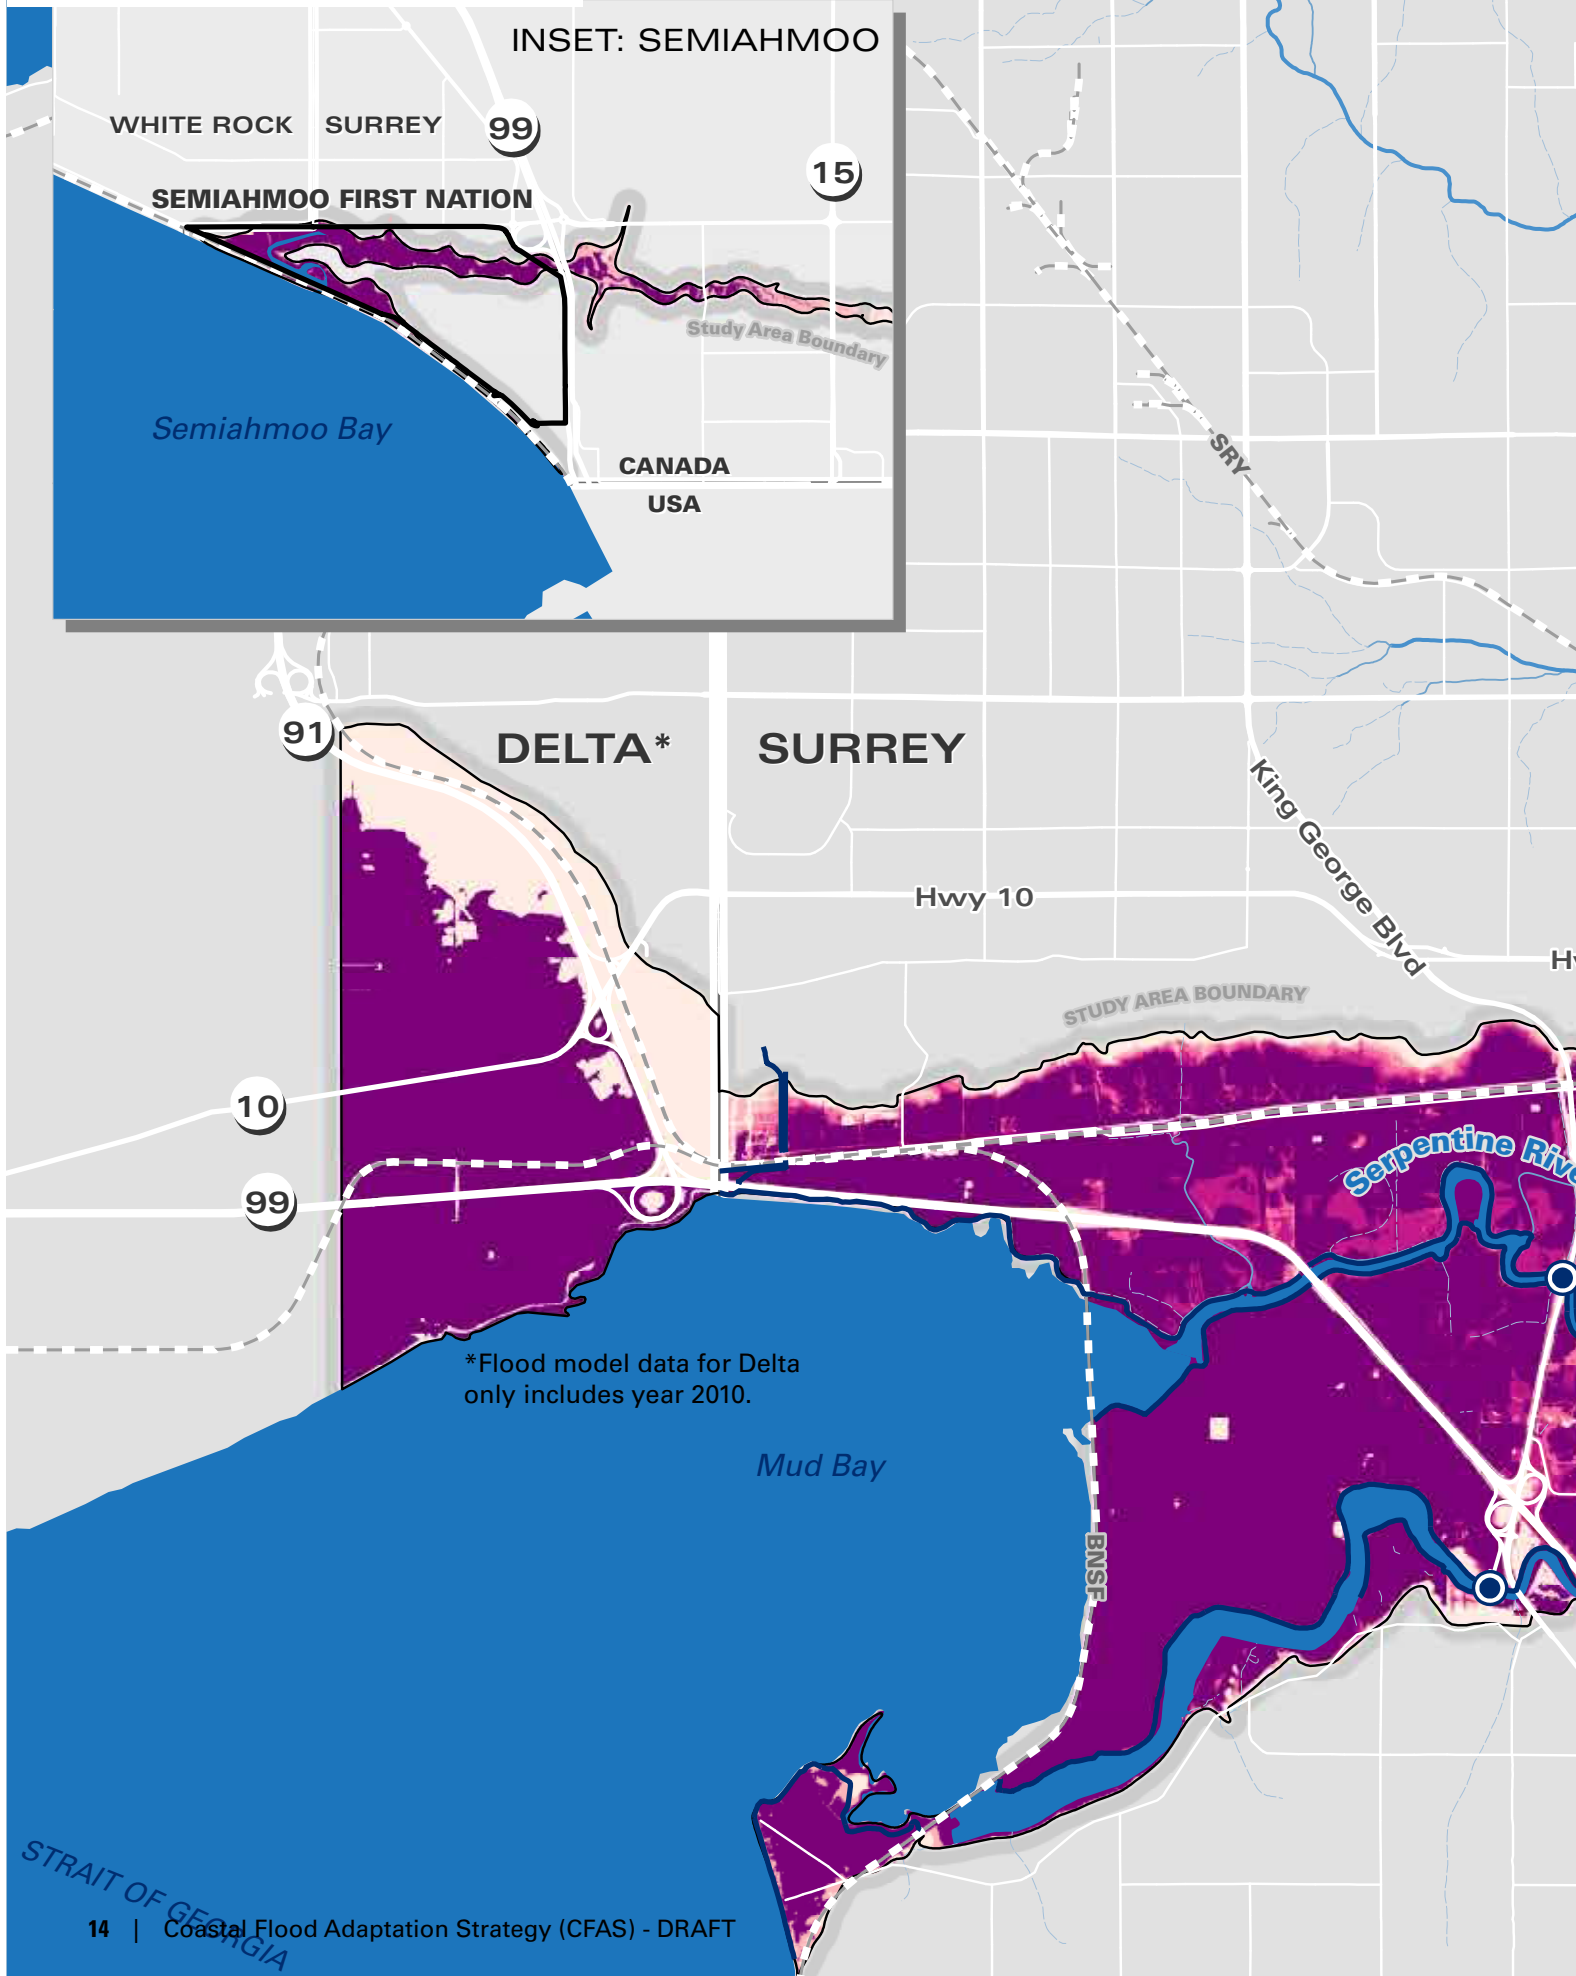 INSET: SEMIAHMOO
WHITE ROCK
SURREY
99
15
SEMIAHMOO FIRST NATION
Study Area Boundary
Semiahmoo Bay
CANADA
USA
SRY
91
DELTA*
SURREY
King George Blvd
Hwy 10
STUDY AREA BOUNDARY
10
Serpentine
99
*Flood model data for Delta
only includes year 2010.
Mud Bay
BNSF
STRAIT OF GEORGIA
14 | Coastal Flood Adaptation Strategy (CFAS) - DRAFT